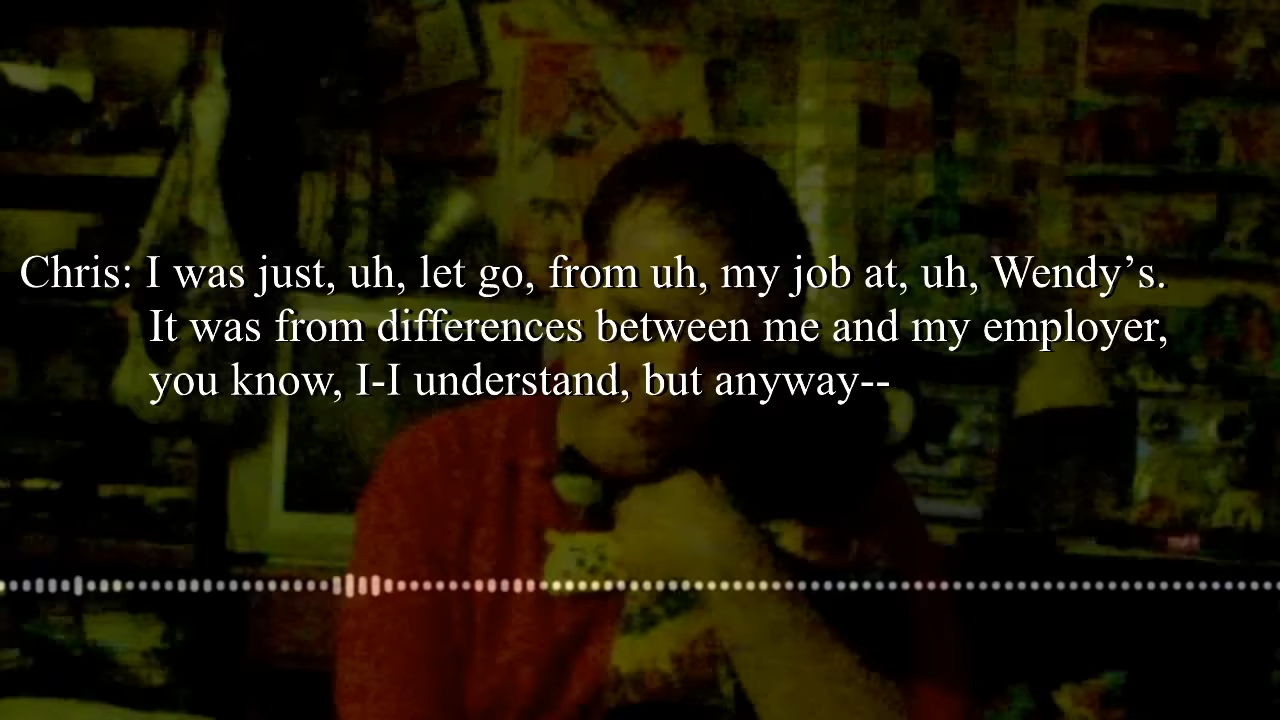 Chris: I was just, uh, let go, from uh, my job at, uh, Wendy’s.
It was from differences between me and my employer,
you know, I-I understand, but anyway--